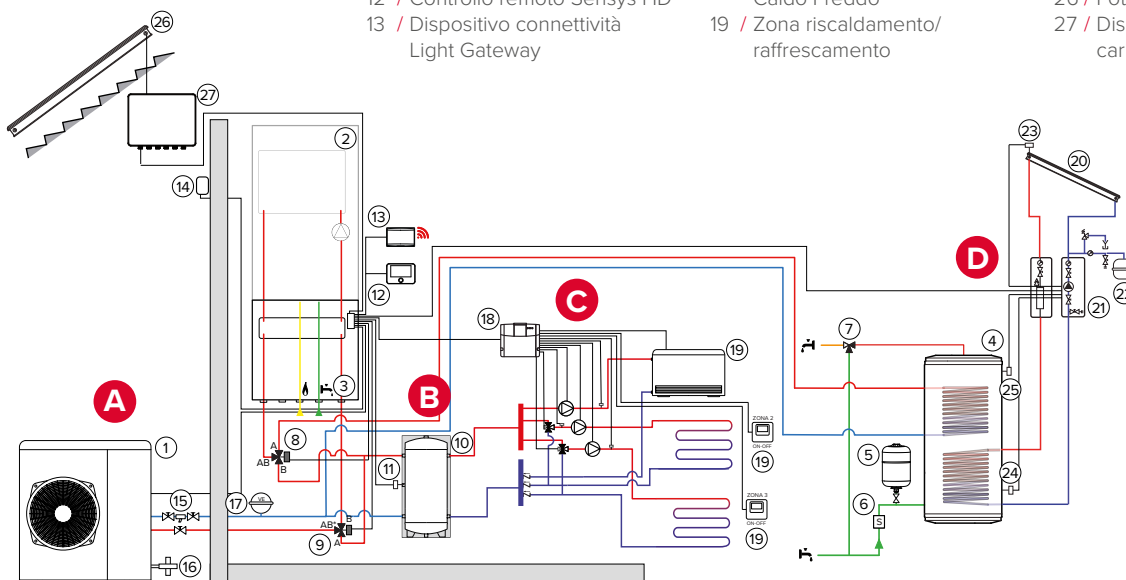 12 / Controllo remoto Sensys HD
13 / Dispositivo connettività
Light Gateway
Caldo Freddo
19 / Zona riscaldamento/
raffrescamento
26 /
27 / Dis
car
26
27
2
14
13
12
23
20
D
21
22
C
18
19
7
4
25
3
B
A
1
8
A
AB
B
10
11
ZONA 2
ON-OFF
19
5
24
15
17
VE
6
S
ZONA 3
ON-OFF
19
AB
B
A
9
16